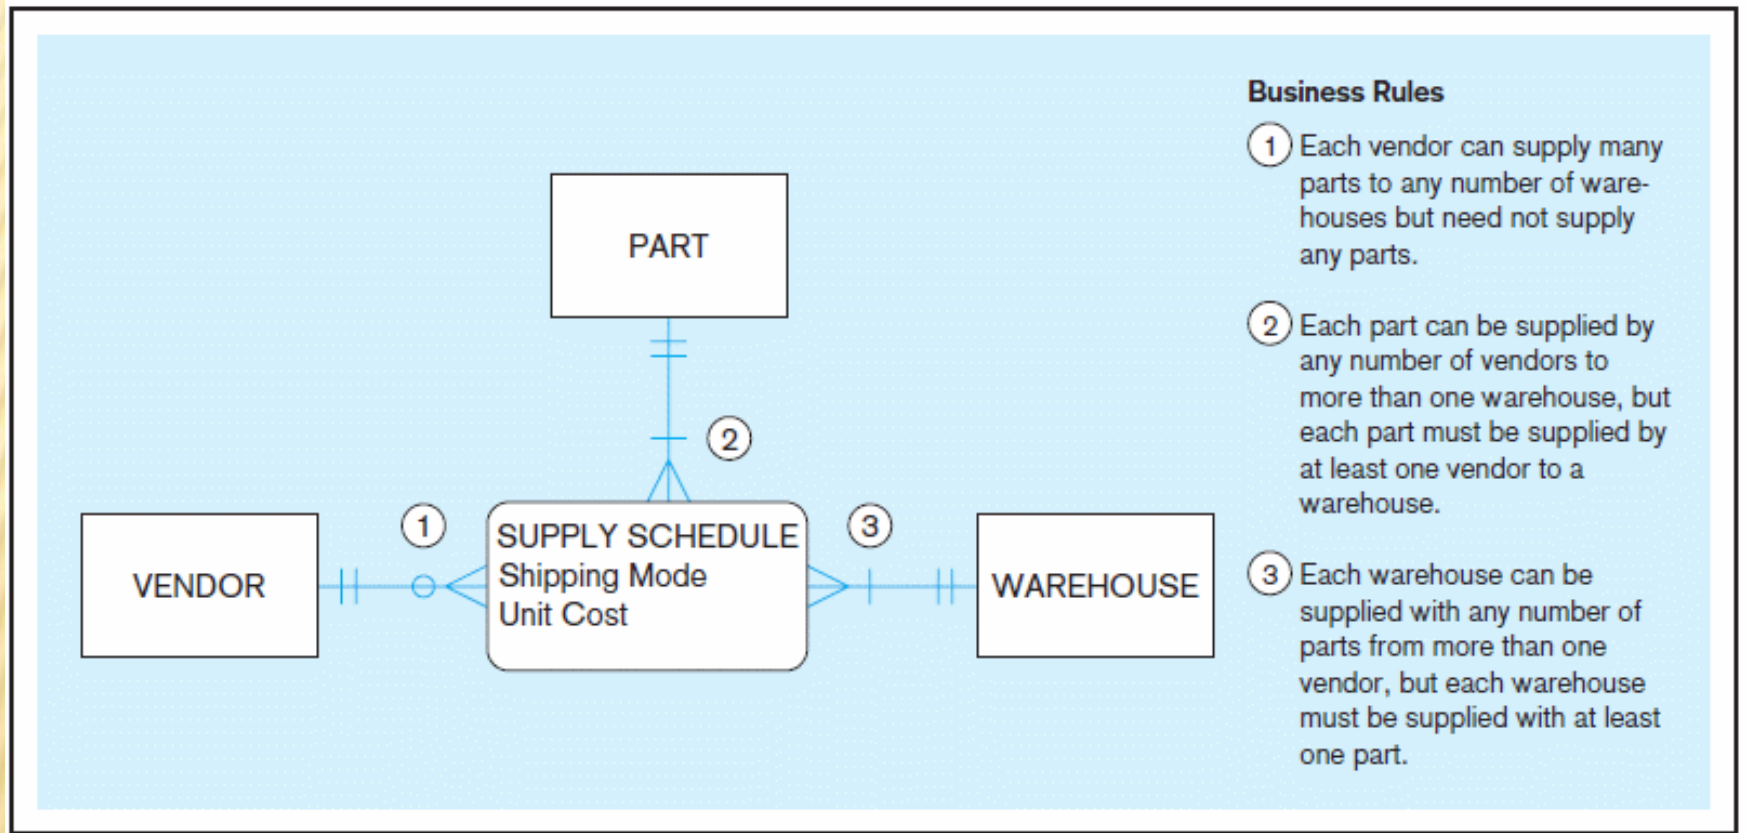 PART
2
1
VENDOR
SUPPLY SCHEDULE
Shipping Mode
Unit Cost
3
WAREHOUSE
Business Rules
1 Each vendor can supply many
parts to any number of ware-
houses but need not supply
any parts.
2 Each part can be supplied by
any number of vendors to
more than one warehouse, but
each part must be supplied by
at least one vendor to a
warehouse.
3 Each warehouse can be
supplied with any number of
parts from more than one
vendor, but each warehouse
must be supplied with at least
one part.